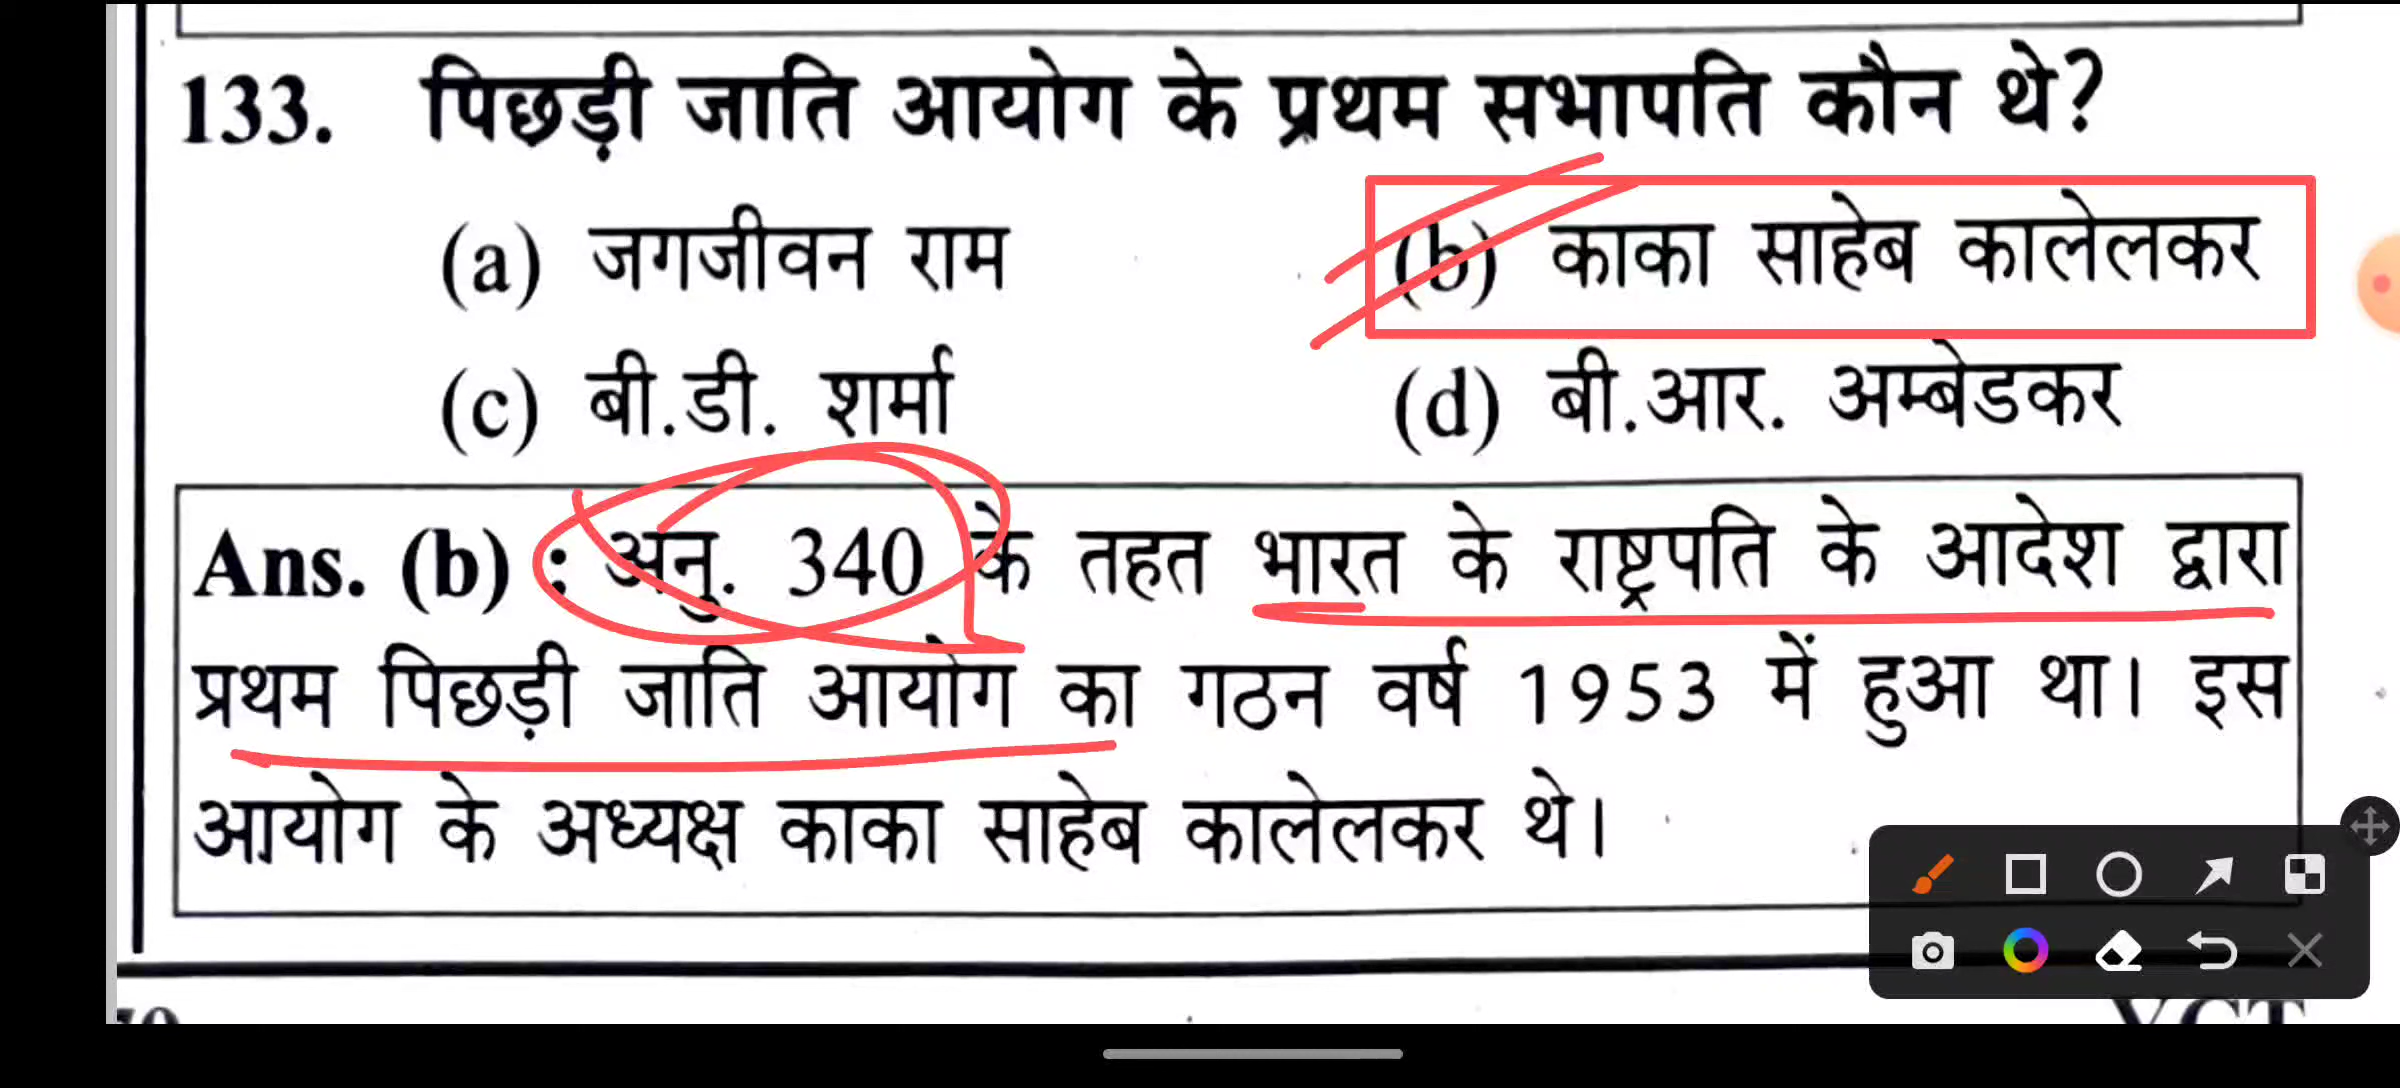 133. पिछड़ी जाति आयोग के प्रथम सभापति कौन थे?
(a) जगजीवन राम (b) काका साहेब कालेलकर
(c) बी.डी. शर्मा (d) बी.आर. अम्बेडकर
Ans. (b) : अनु. 340 के तहत भारत के राष्ट्रपति के आदेश द्वारा
प्रथम पिछड़ी जाति आयोग का गठन वर्ष 1953 में हुआ था। इस
आयोग के अध्यक्ष काका साहेब कालेलकर थे।
YCT